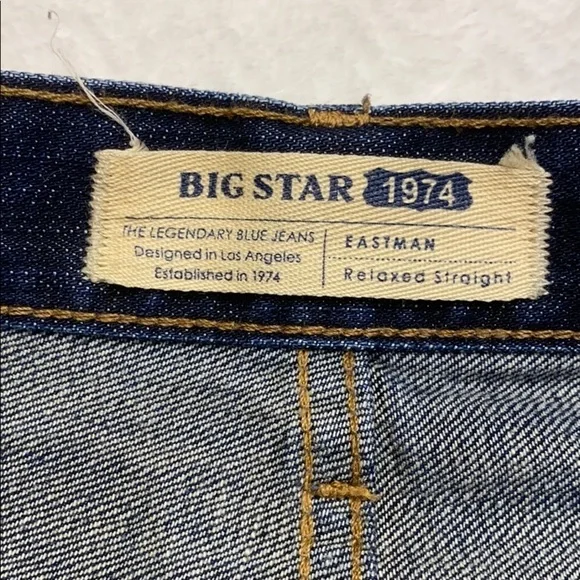 BIG STAR 1974
THE LEGENDARY BLUE JEANS
Designed in Los Angeles
Established in 1974
EASTMAN
Relaxed Straight